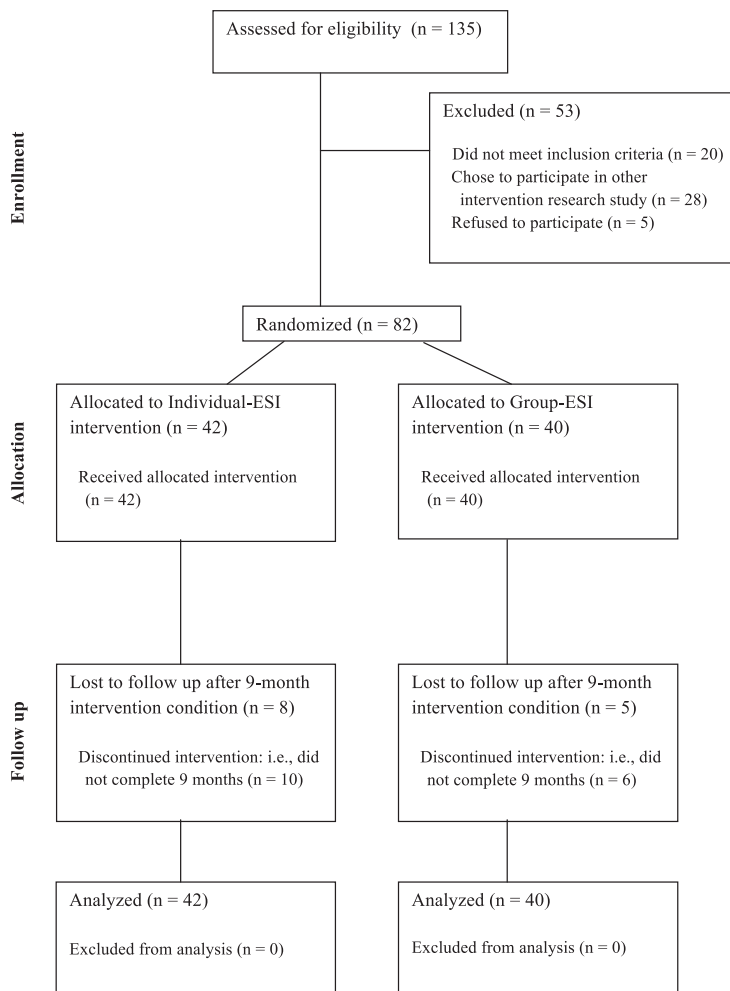 Assessed for eligibility (n = 135)
Enrollment
Excluded (n = 53)
Did not meet inclusion criteria (n = 20)
Chose to participate in other
intervention research study (n = 28)
Refused to participate (n = 5)
Randomized (n = 82)
Allocation
Allocated to Individual-ESI
intervention (n = 42)
Received allocated intervention
(n = 42)
Allocated to Group-ESI
intervention (n = 40)
Received allocated intervention
(n = 40)
Follow up
Lost to follow up after 9-month
intervention condition (n = 8)
Discontinued intervention: i.e., did
not complete 9 months (n = 10)
Lost to follow up after 9-month
intervention condition (n = 5)
Discontinued intervention: i.e., did
not complete 9 months (n = 6)
Analyzed (n = 42)
Excluded from analysis (n = 0)
Analyzed (n = 40)
Excluded from analysis (n = 0)